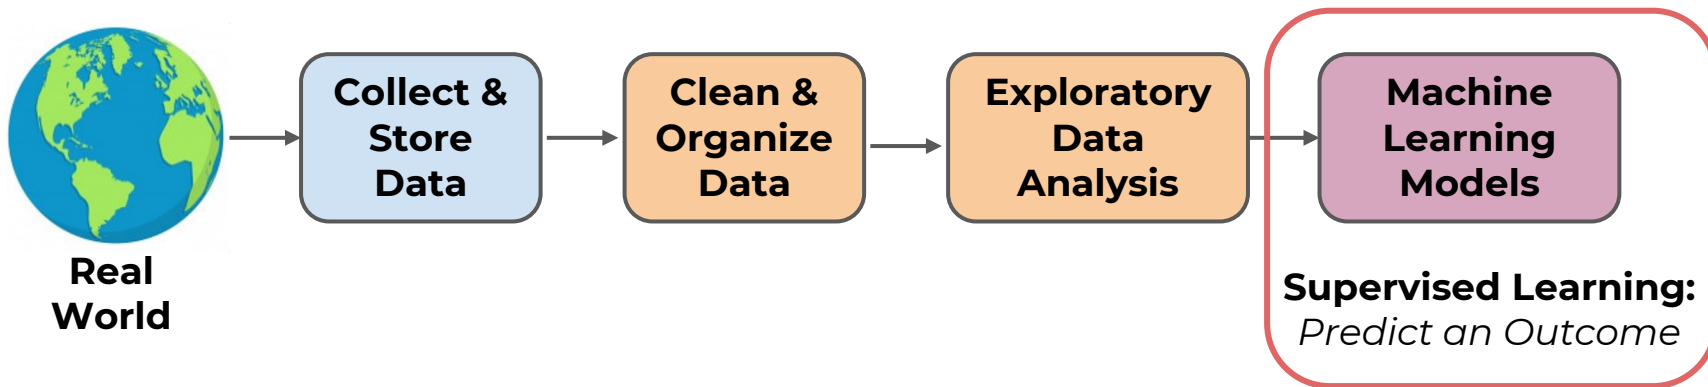 Real
World
Collect &
Store
Data
Clean &
Organize
Data
Exploratory
Data
Analysis
Machine
Learning
Models
Supervised Learning:
Predict an Outcome